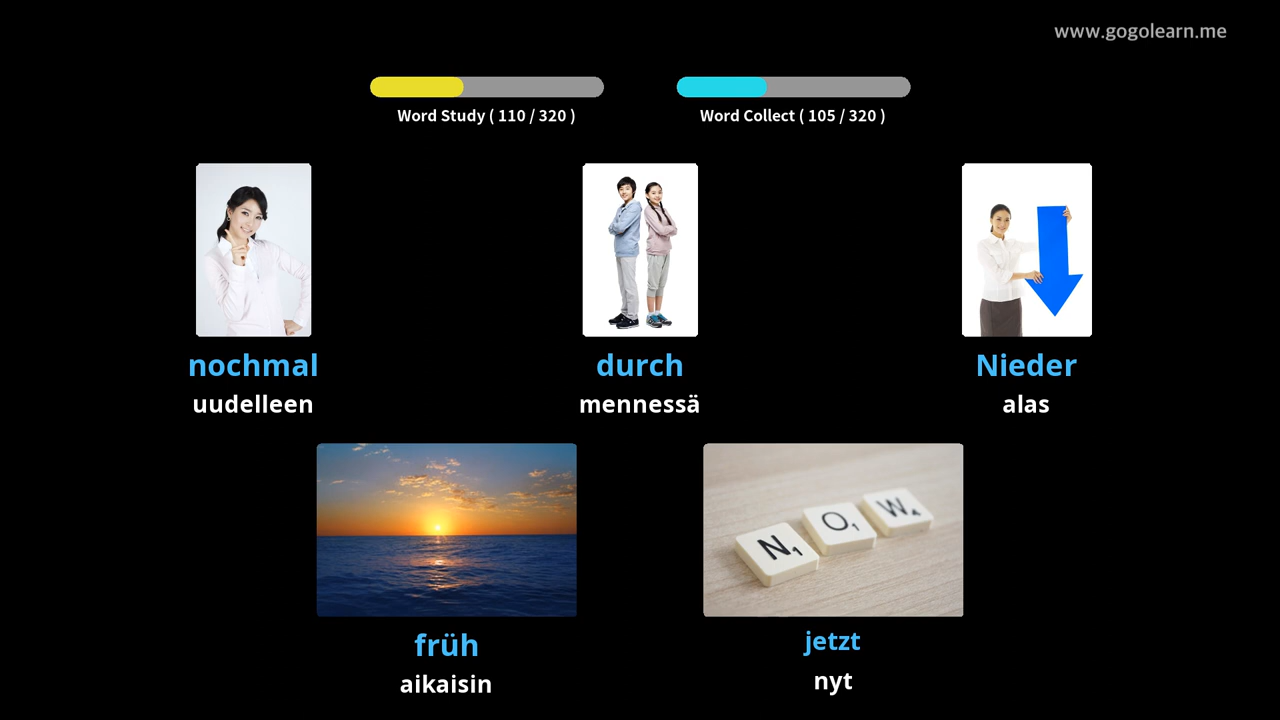 www.gogolearn.me
Word Study ( 110 / 320 )
Word Collect ( 105 / 320 )
nochmal
uudelleen
durch
mennessä
Nieder
alas
NOW
früh
aikaisin
jetzt
nyt